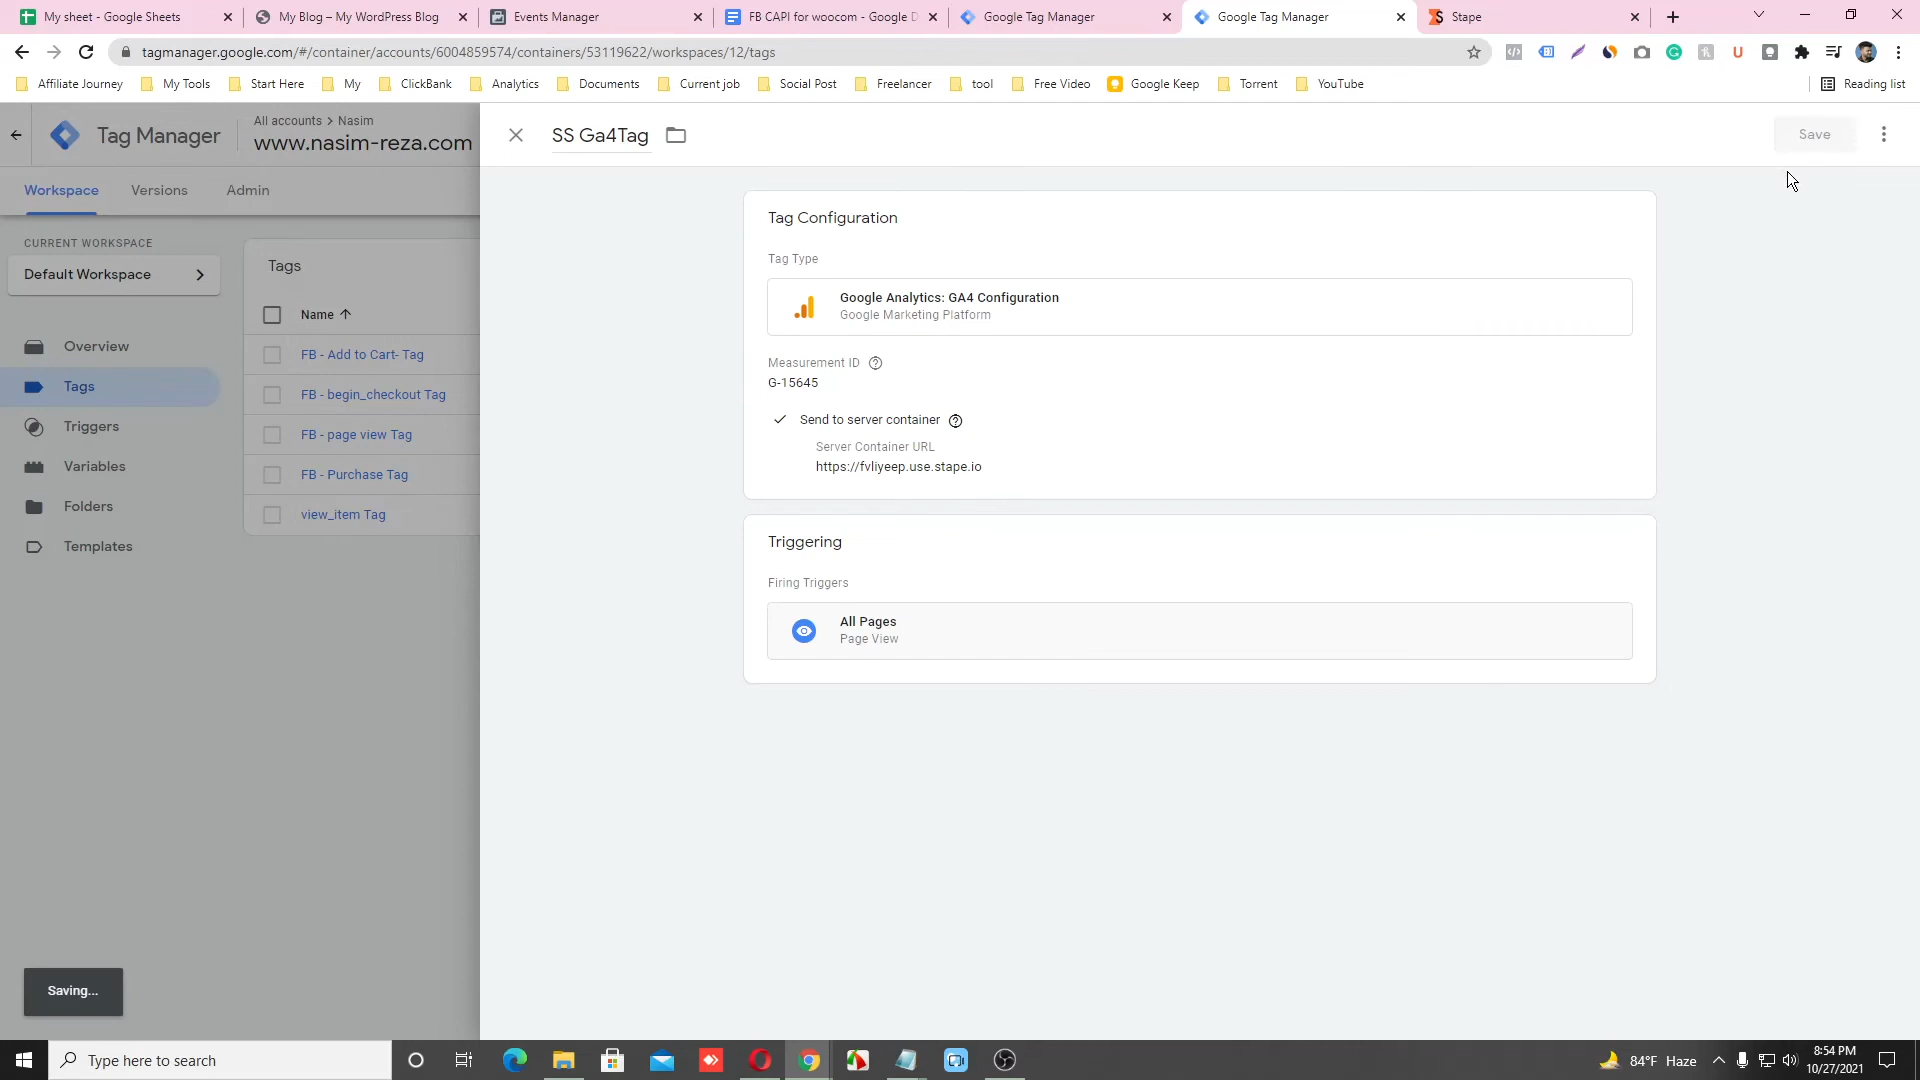 My sheet - Google Sheets
My Blog – My WordPress Blog
Events Manager
FB CAPI for woocom - Google D
Google Tag Manager
Google Tag Manager
Stape
tagmanager.google.com/#/container/accounts/6004859574/containers/53119622/workspaces/12/tags
Affiliate Journey
My Tools
Start Here
My
ClickBank
Analytics
Documents
Current job
Social Post
Freelancer
tool
Free Video
Google Keep
Torrent
YouTube
Reading list
Tag Manager
All accounts > Nasim
www.nasim-reza.com
Workspace
Versions
Admin
CURRENT WORKSPACE
Default Workspace
Overview
Tags
Triggers
Variables
Folders
Templates
Tags
Name
FB - Add to Cart- Tag
FB - begin_checkout Tag
FB - page view Tag
FB - Purchase Tag
view_item Tag
SS Ga4Tag
Save
Tag Configuration
Tag Type
Google Analytics: GA4 Configuration
Google Marketing Platform
Measurement ID
G-15645
Send to server container
Server Container URL
https://fvliyeep.use.stape.io
Triggering
Firing Triggers
All Pages
Page View
Saving...
Type here to search
84°F Haze
8:54 PM
10/27/2021